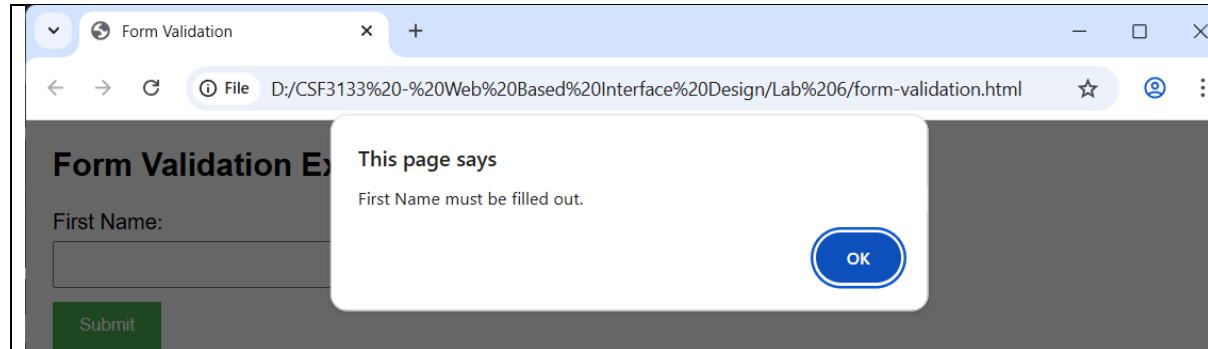 Form Validation
File D:/CSF3133%20-%20Web%20Based%20Interface%20Design/Lab%206/form-validation.html
Form Validation
This page says
First Name must be filled out.
First Name:
OK
Submit